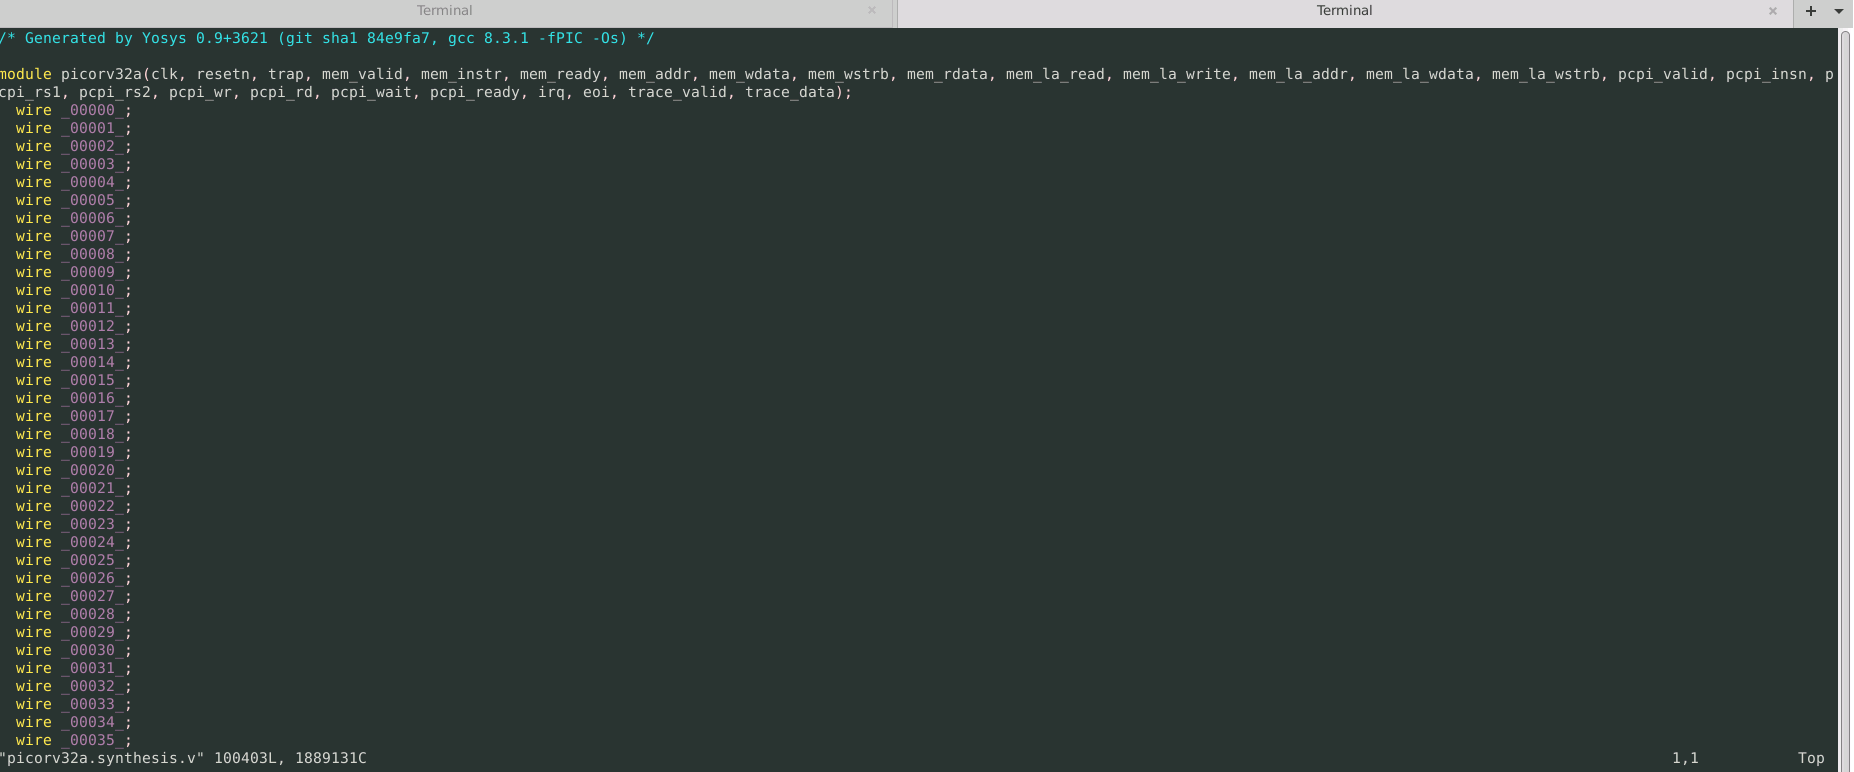 Terminal × Terminal × + ▾
/* Generated by Yosys 0.9+3621 (git sha1 84e9fa7, gcc 8.3.1 -fPIC -Os) */
module picorv32a(clk, resetn, trap, mem_valid, mem_instr, mem_ready, mem_addr, mem_wdata, mem_wstrb, mem_rdata, mem_la_read, mem_la_write, mem_la_addr, mem_la_wdata, mem_la_wstrb, pcpi_valid, pcpi_insn, p
cpi_rs1, pcpi_rs2, pcpi_wr, pcpi_rd, pcpi_wait, pcpi_ready, irq, eoi, trace_valid, trace_data);
wire _00000_;
wire _00001_;
wire _00002_;
wire _00003_;
wire _00004_;
wire _00005_;
wire _00006_;
wire _00007_;
wire _00008_;
wire _00009_;
wire _00010_;
wire _00011_;
wire _00012_;
wire _00013_;
wire _00014_;
wire _00015_;
wire _00016_;
wire _00017_;
wire _00018_;
wire _00019_;
wire _00020_;
wire _00021_;
wire _00022_;
wire _00023_;
wire _00024_;
wire _00025_;
wire _00026_;
wire _00027_;
wire _00028_;
wire _00029_;
wire _00030_;
wire _00031_;
wire _00032_;
wire _00033_;
wire _00034_;
wire _00035_;
"picorv32a.synthesis.v" 100403L, 1889131C 1,1 Top